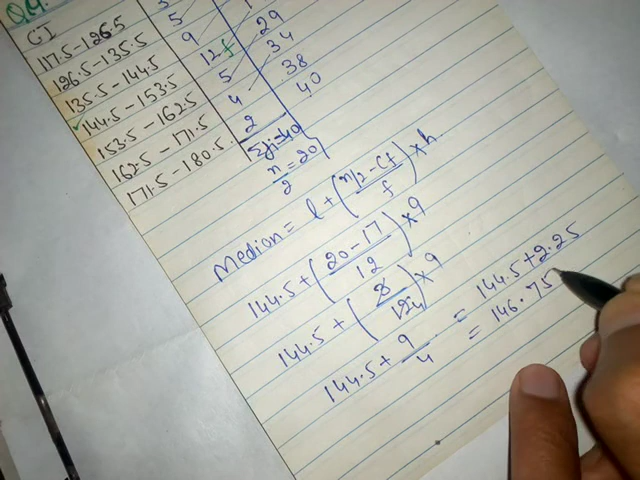 Q4.
CI 3
117.5-126.5 5
126.5-135.5 9 29
135.5-144.5 12 f 34
144.5-153.5 5 38
153.5-162.5 4 40
162.5-171.5 2
171.5-180.5 Σfi=40
n/2 = 20
Median = l + (n/2 - Cf / f) × h
144.5 + (20-17 / 12) × 9
144.5 + (3 / 12 4) × 9
144.5 + 9/4 = 144.5 + 2.25
= 146.75